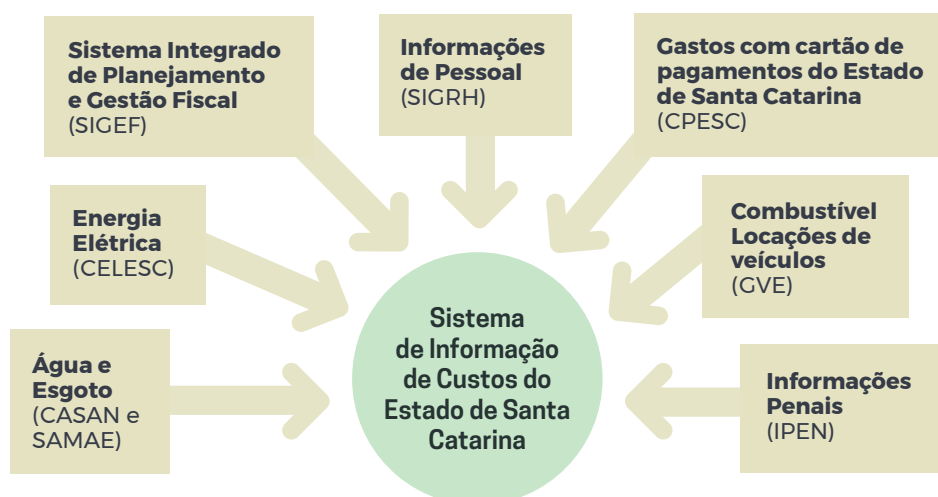 Sistema Integrado
de Planejamento
e Gestão Fiscal
(SIGEF)
Informações
de Pessoal
(SIGRH)
Gastos com cartão de
pagamentos do Estado
de Santa Catarina
(CPESC)
Energia
Elétrica
(CELESC)
Combustível
Locações de
veículos
(GVE)
Água e
Esgoto
(CASAN e
SAMAE)
Sistema
de Informação
de Custos do
Estado de Santa
Catarina
Informações
Penais
(IPEN)